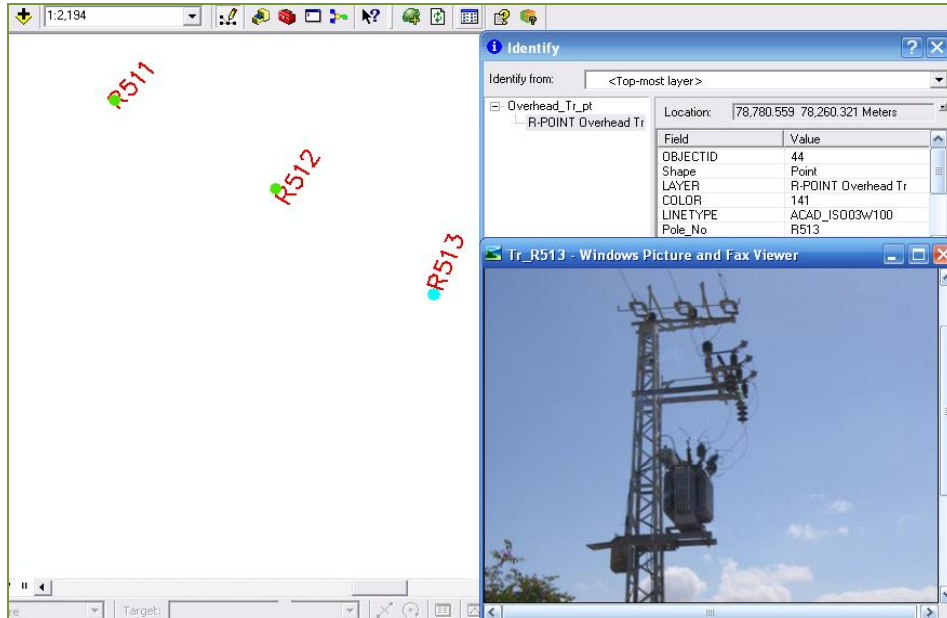 1:2,194
Identify
Identify from: <Top-most layer>
Overhead_Tr_pt
R-POINT Overhead Tr
Location: 78,780.559 78,260.321 Meters
Field Value
OBJECTID 44
Shape Point
LAYER R-POINT Overhead Tr
COLOR 141
LINETYPE ACAD_ISO03W100
Pole_No R513
R511
R512
R513
Tr_R513 - Windows Picture and Fax Viewer
Target: